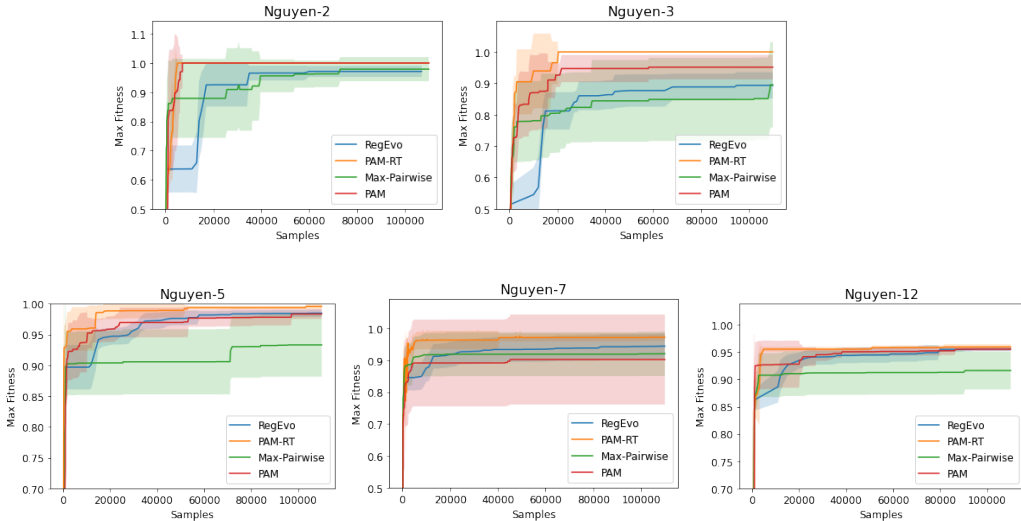 Nguyen-2
1.1
1.0
0.9
0.8
0.7
0.6
0.5
Max Fitness
0
20000
40000
60000
80000
100000
Samples
RegEvo
PAM-RT
Max-Pairwise
PAM
Nguyen-3
1.0
0.9
0.8
0.7
0.6
0.5
Max Fitness
0
20000
40000
60000
80000
100000
Samples
RegEvo
PAM-RT
Max-Pairwise
PAM
Nguyen-5
1.00
0.95
0.90
0.85
0.80
0.75
0.70
Max Fitness
0
20000
40000
60000
80000
100000
Samples
RegEvo
PAM-RT
Max-Pairwise
PAM
Nguyen-7
1.0
0.9
0.8
0.7
0.6
0.5
Max Fitness
0
20000
40000
60000
80000
100000
Samples
RegEvo
PAM-RT
Max-Pairwise
PAM
Nguyen-12
1.00
0.95
0.90
0.85
0.80
0.75
0.70
Max Fitness
0
20000
40000
60000
80000
100000
Samples
RegEvo
PAM-RT
Max-Pairwise
PAM